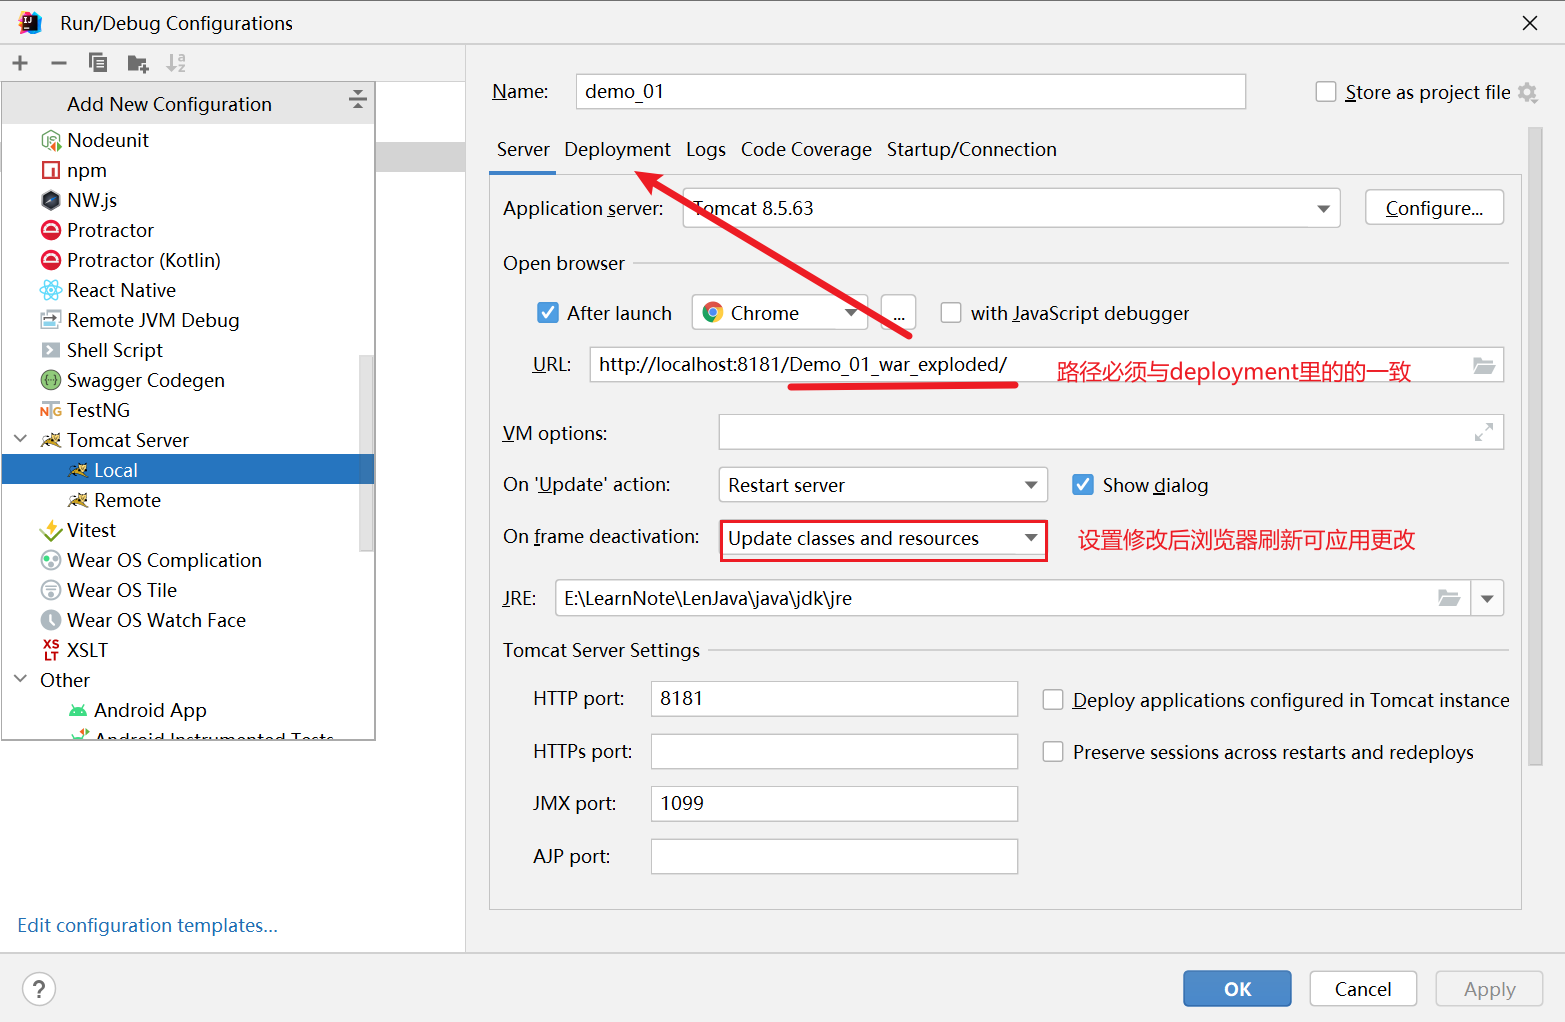 Run/Debug Configurations
Add New Configuration
Nodeunit
npm
NW.js
Protractor
Protractor (Kotlin)
React Native
Remote JVM Debug
Shell Script
Swagger Codegen
TestNG
Tomcat Server
Local
Remote
Vitest
Wear OS Complication
Wear OS Tile
Wear OS Watch Face
XSLT
Other
Android App
Android Instrumented Tests
Edit configuration templates...
Name: demo_01 Store as project file
Server Deployment Logs Code Coverage Startup/Connection
Application server: Tomcat 8.5.63 Configure...
Open browser
After launch Chrome ... with JavaScript debugger
URL: http://localhost:8181/Demo_01_war_exploded/ 路径必须与deployment里的的一致
VM options:
On 'Update' action: Restart server Show dialog
On frame deactivation: Update classes and resources 设置修改后浏览器刷新可应用更改
JRE: E:\LearnNote\LenJava\java\jdk\jre
Tomcat Server Settings
HTTP port: 8181 Deploy applications configured in Tomcat instance
HTTPs port: Preserve sessions across restarts and redeploys
JMX port: 1099
AJP port:
? OK Cancel Apply